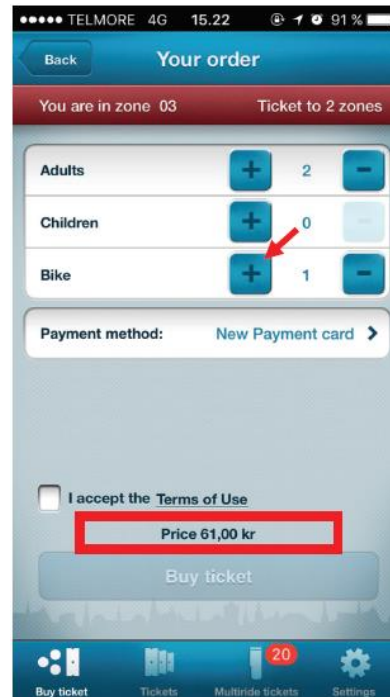 TELMORE 4G 15.22 91 %
Back Your order
You are in zone 03 Ticket to 2 zones
Adults + 2 -
Children + 0 -
Bike + 1 -
Payment method: New Payment card >
I accept the Terms of Use
Price 61,00 kr
Buy ticket
20
Buy ticket Tickets Multiride tickets Settings